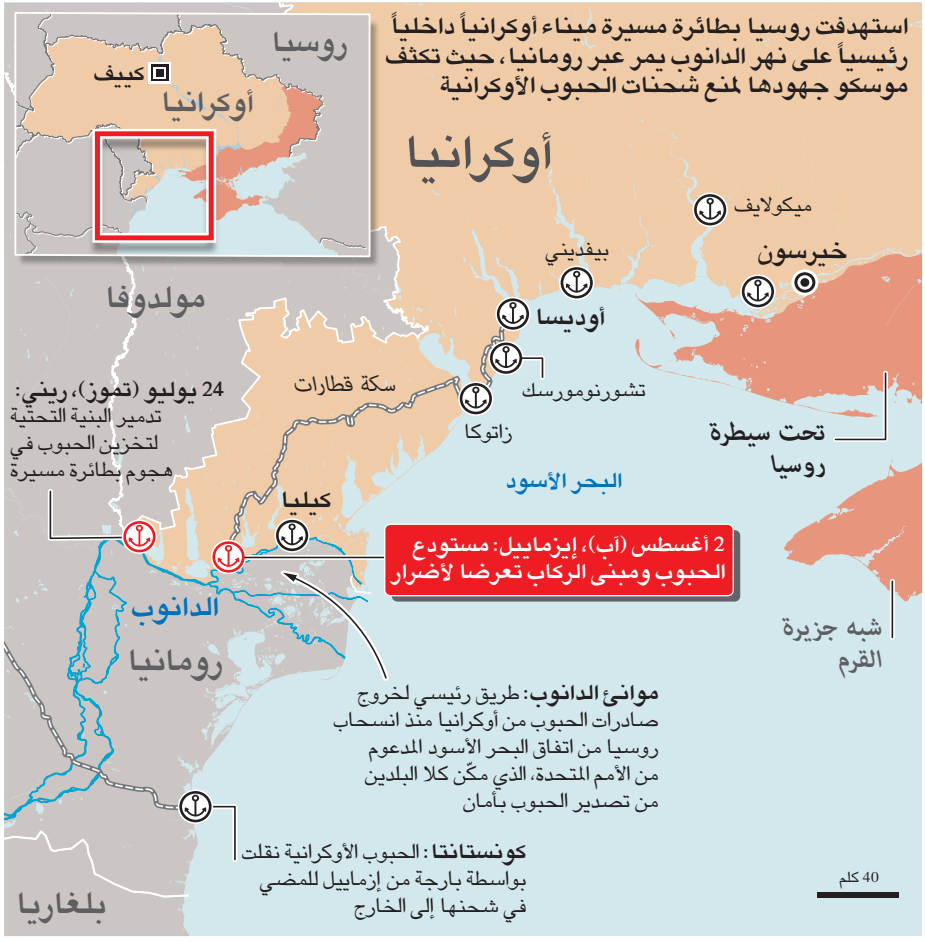 استهدفت روسيا بطائرة مسيرة ميناء أوكرانياً داخلياً
رئيسياً على نهر الدانوب يمر عبر رومانيا، حيث تكثف
موسكو جهودها لمنع شحنات الحبوب الأوكرانية
روسيا
كييف
أوكرانيا
أوكرانيا
ميكولايف
خيرسون
بيفديني
أوديسا
مولدوفا
تشورنومورسك
سكة قطارات
زاتوكا
24 يوليو (تموز)، ريني:
تدمير البنية التحتية
لتخزين الحبوب في
هجوم بطائرة مسيرة
تحت سيطرة
روسيا
البحر الأسود
كيليا
2 أغسطس (آب)، إيزماييل: مستودع
الحبوب ومبنى الركاب تعرضا لأضرار
الدانوب
رومانيا
شبه جزيرة
القرم
موانئ الدانوب: طريق رئيسي لخروج
صادرات الحبوب من أوكرانيا منذ انسحاب
روسيا من اتفاق البحر الأسود المدعوم
من الأمم المتحدة، الذي مكّن كلا البلدين
من تصدير الحبوب بأمان
كونستانتا: الحبوب الأوكرانية نقلت
بواسطة بارجة من إزماييل للمضي
في شحنها إلى الخارج
بلغاريا
40 كلم